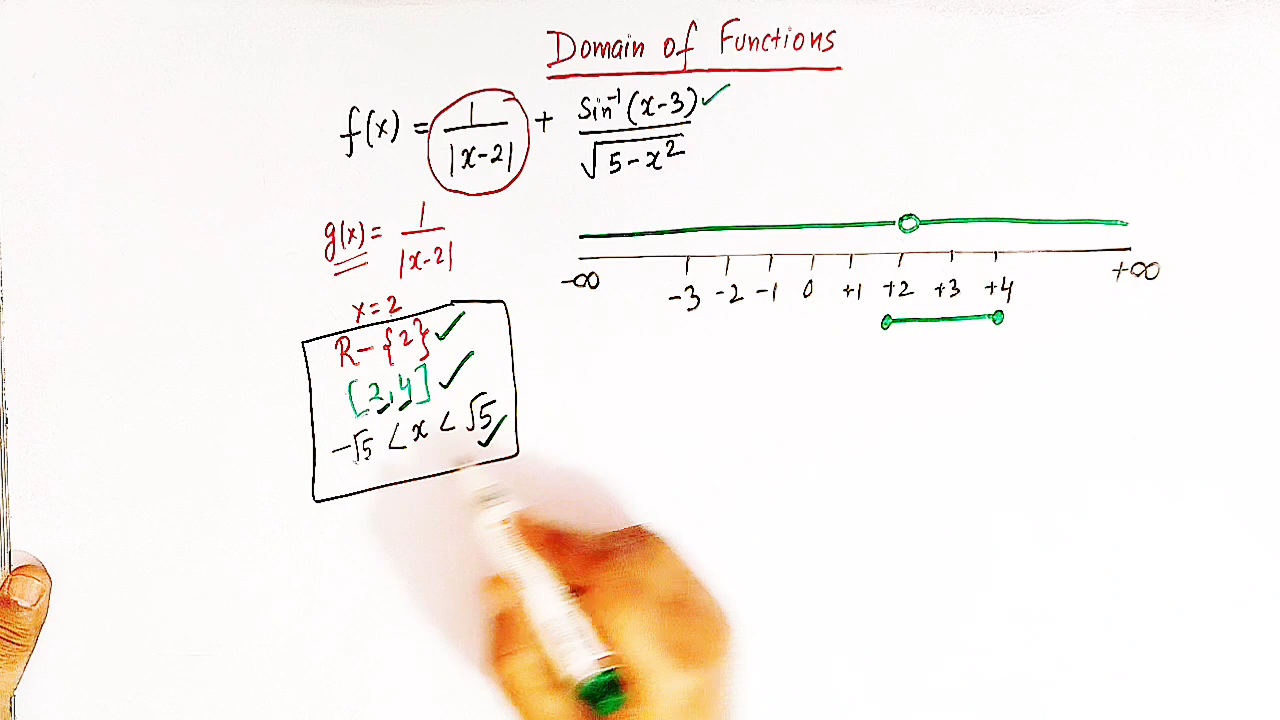 Domain of Functions
f(x) = 1/|x-2| + Sin⁻¹(x-3)/√(5-x²) ✓
g(x) = 1/|x-2|
x=2
R-{2} ✓
[2,4] ✓
-√5 < x < √5 ✓
-∞ -3 -2 -1 0 +1 +2 +3 +4 +∞